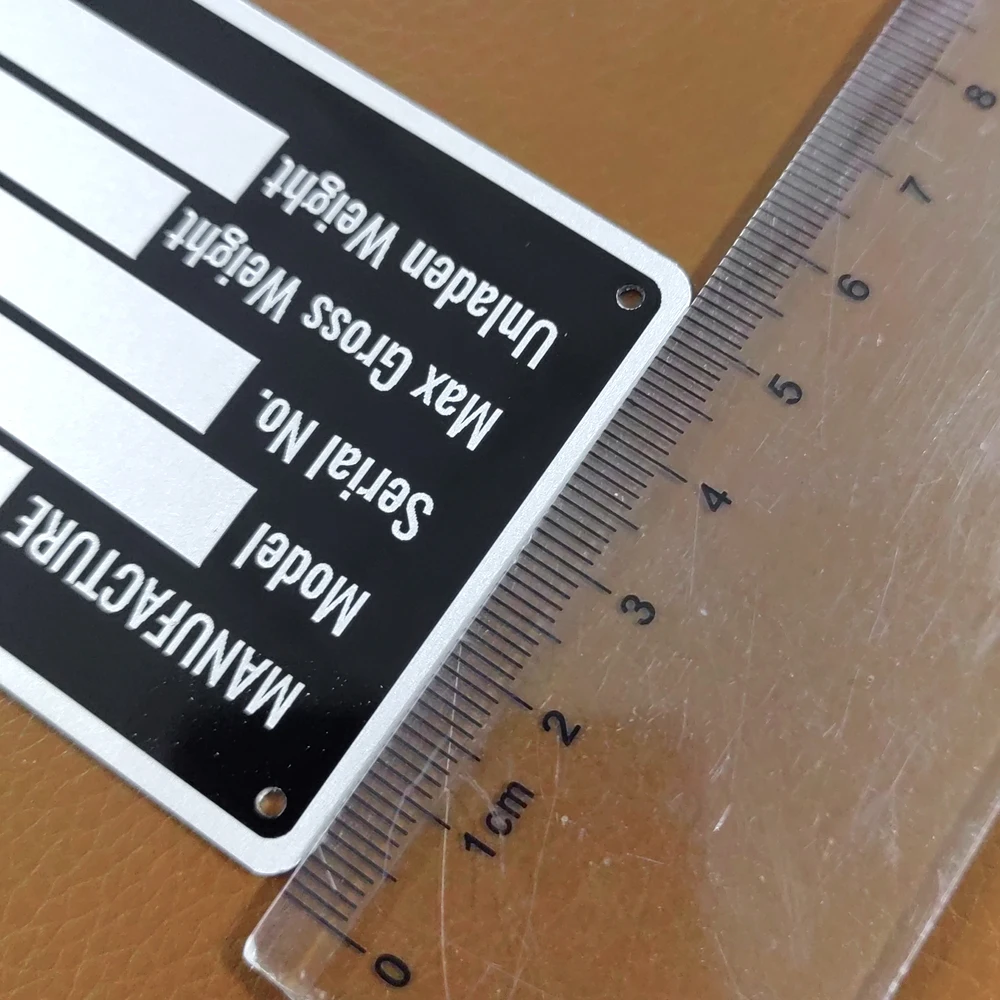 MANUFACTURE
Model
Serial No.
Max Gross Weight
Unladen Weight
0
1cm
2
3
4
5
6
7
8